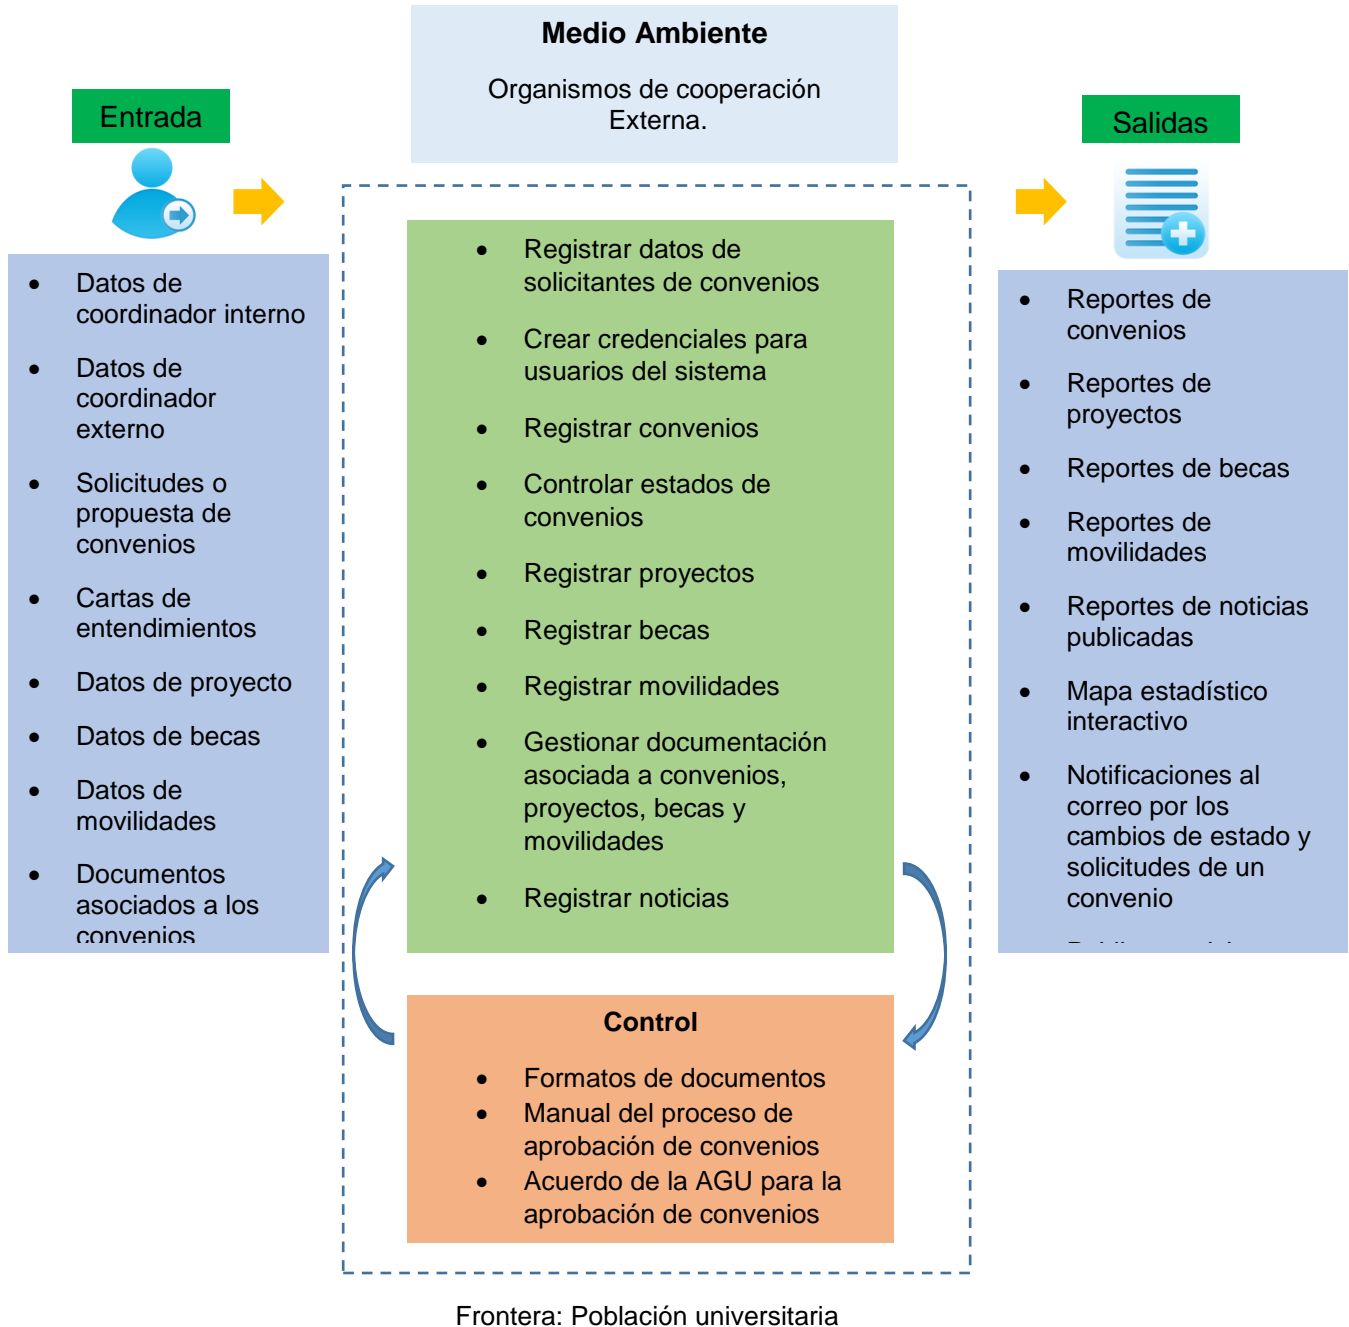 Medio Ambiente
Organismos de cooperación
Externa.
Entrada
• Datos de
coordinador interno
• Datos de
coordinador
externo
• Solicitudes o
propuesta de
convenios
• Cartas de
entendimientos
• Datos de proyecto
• Datos de becas
• Datos de
movilidades
• Documentos
asociados a los
convenios
• Registrar datos de
solicitantes de convenios
• Crear credenciales para
usuarios del sistema
• Registrar convenios
• Controlar estados de
convenios
• Registrar proyectos
• Registrar becas
• Registrar movilidades
• Gestionar documentación
asociada a convenios,
proyectos, becas y
movilidades
• Registrar noticias
Control
• Formatos de documentos
• Manual del proceso de
aprobación de convenios
• Acuerdo de la AGU para la
aprobación de convenios
Salidas
• Reportes de
convenios
• Reportes de
proyectos
• Reportes de becas
• Reportes de
movilidades
• Reportes de noticias
publicadas
• Mapa estadístico
interactivo
• Notificaciones al
correo por los
cambios de estado y
solicitudes de un
convenio
Frontera: Población universitaria